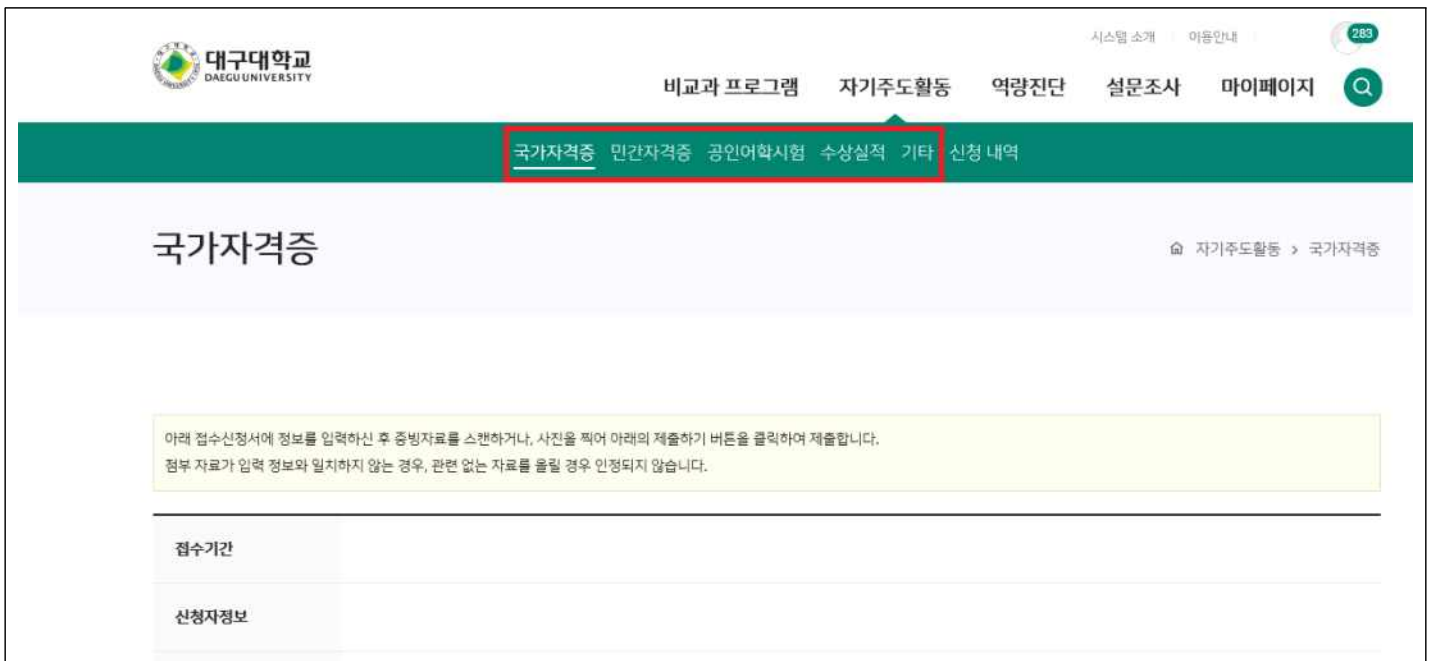 시스템 소개 이용안내 283
대구대학교
DAEGU UNIVERSITY
비교과 프로그램 자기주도활동 역량진단 설문조사 마이페이지
국가자격증 민간자격증 공인어학시험 수상실적 기타 신청 내역
국가자격증
자기주도활동 > 국가자격증
아래 접수신청서에 정보를 입력하신 후 증빙자료를 스캔하거나, 사진을 찍어 아래의 제출하기 버튼을 클릭하여 제출합니다.
첨부 자료가 입력 정보와 일치하지 않는 경우, 관련 없는 자료를 올릴 경우 인정되지 않습니다.
접수기간
신청자정보